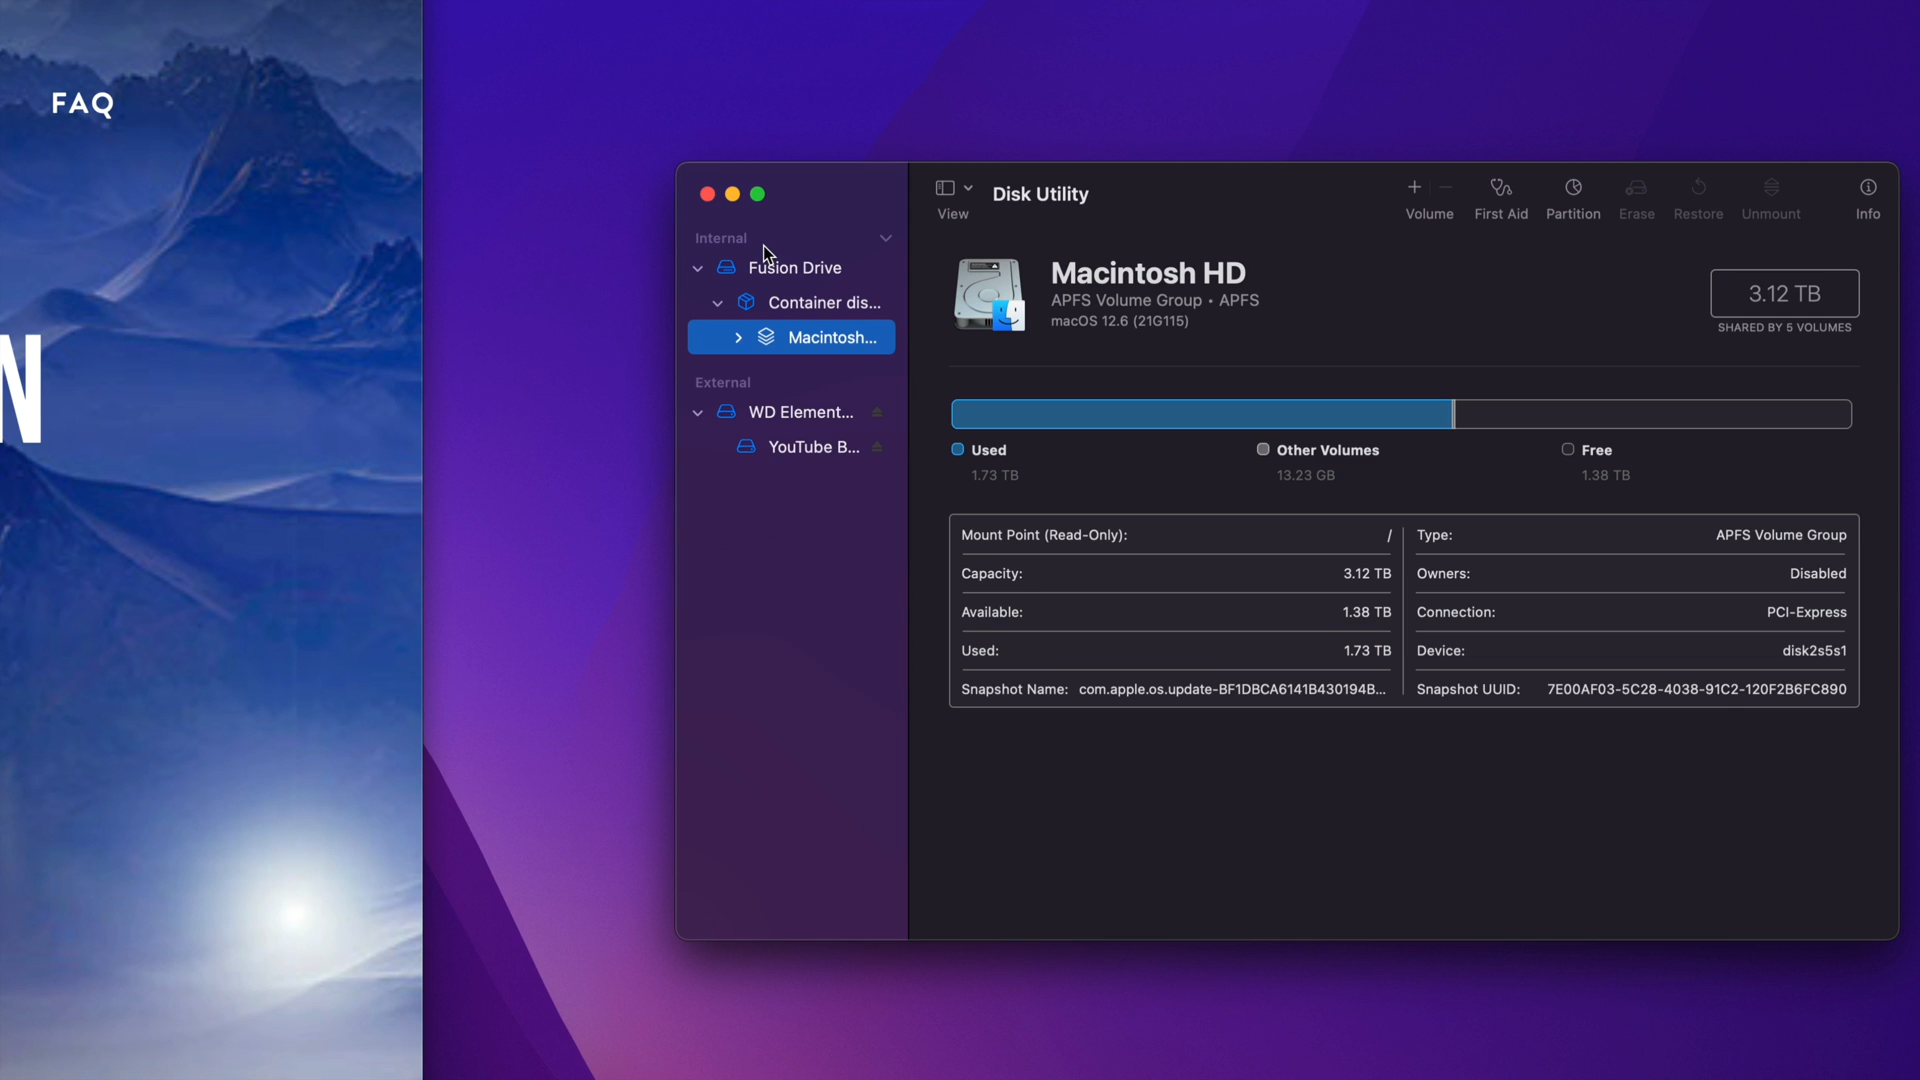 FAQ
N
Disk Utility
View
Volume
First Aid
Partition
Erase
Restore
Unmount
Info
Internal
Fusion Drive
Container dis...
Macintosh...
External
WD Element...
YouTube B...
Macintosh HD
APFS Volume Group • APFS
macOS 12.6 (21G115)
3.12 TB
SHARED BY 5 VOLUMES
Used
1.73 TB
Other Volumes
13.23 GB
Free
1.38 TB
Mount Point (Read-Only): /
Capacity: 3.12 TB
Available: 1.38 TB
Used: 1.73 TB
Snapshot Name: com.apple.os.update-BF1DBCA6141B430194B...
Type: APFS Volume Group
Owners: Disabled
Connection: PCI-Express
Device: disk2s5s1
Snapshot UUID: 7E00AF03-5C28-4038-91C2-120F2B6FC890